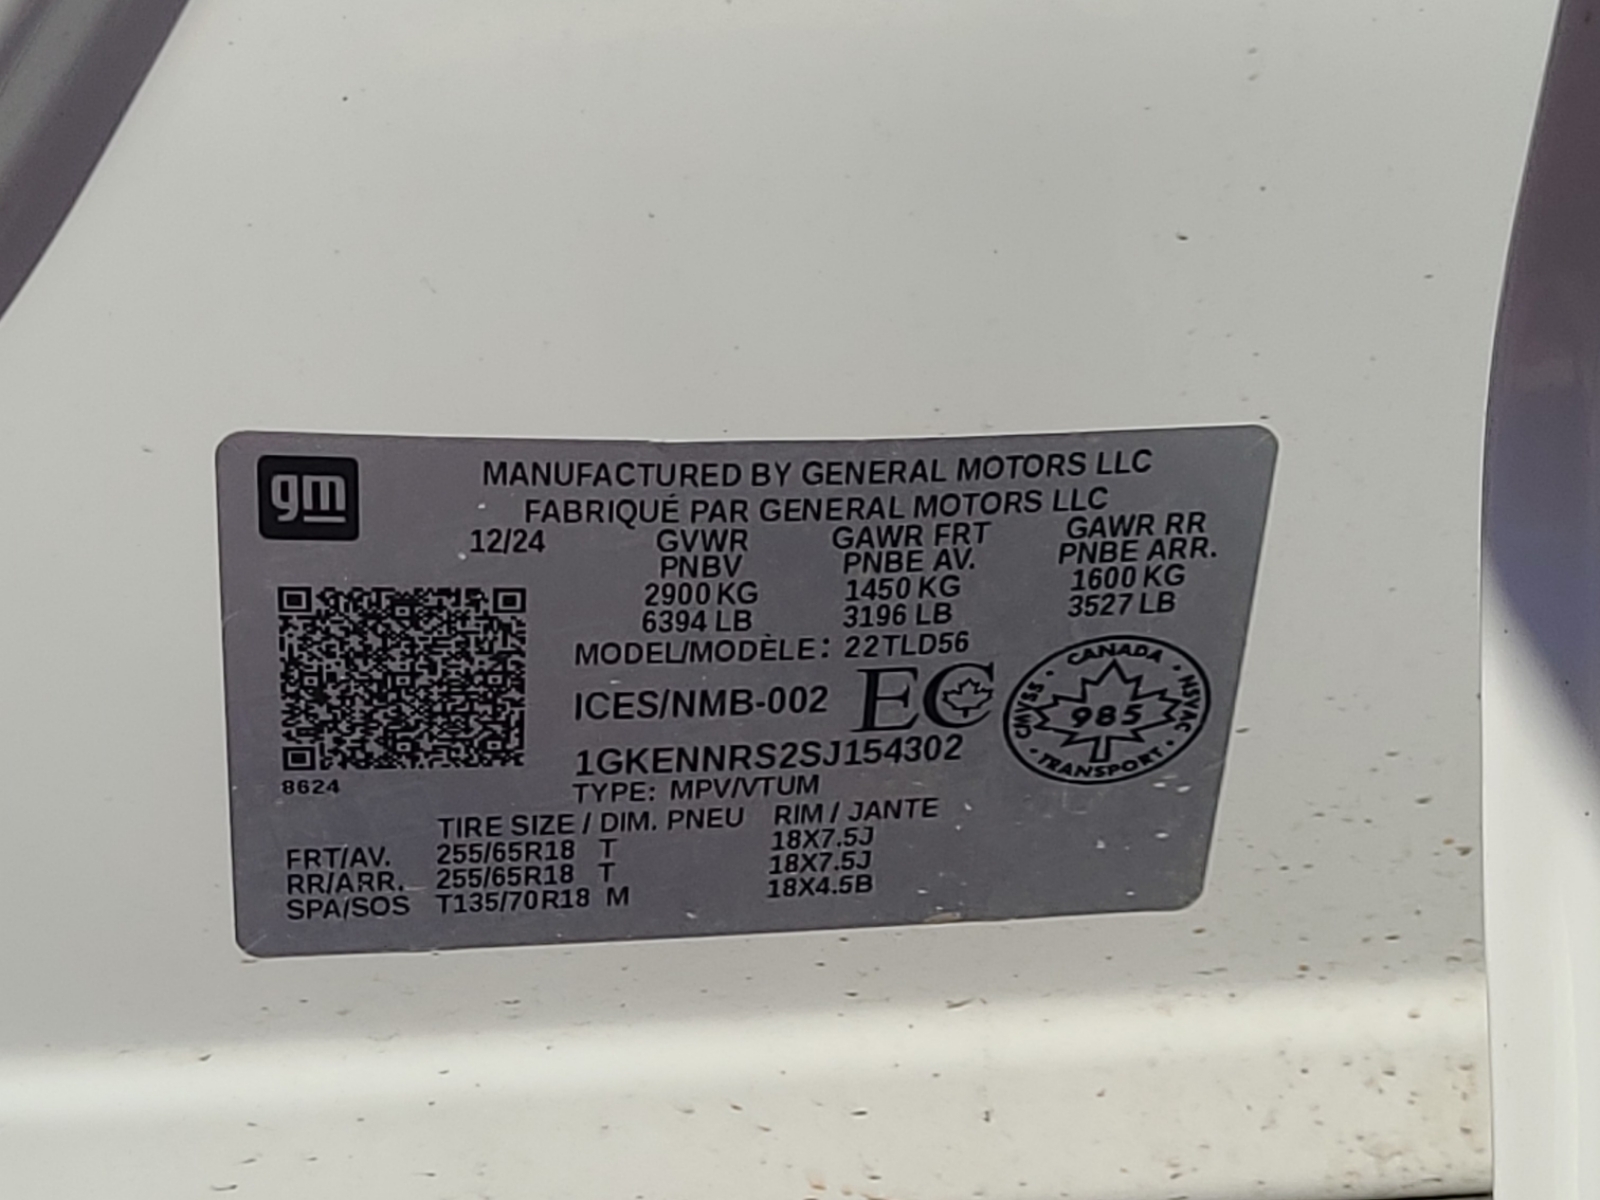 gm
MANUFACTURED BY GENERAL MOTORS LLC
FABRIQUÉ PAR GENERAL MOTORS LLC
12/24 GVWR GAWR FRT GAWR RR
PNBV PNBE AV. PNBE ARR.
2900 KG 1450 KG 1600 KG
6394 LB 3196 LB 3527 LB
MODEL/MODÈLE: 22TLD56
ICES/NMB-002 EC
CANADA
CMVSS 985 NSVAC
TRANSPORT
1GKENNRS2SJ154302
8624
TYPE: MPV/VTUM
TIRE SIZE / DIM. PNEU RIM / JANTE
FRT/AV. 255/65R18 T 18X7.5J
RR/ARR. 255/65R18 T 18X7.5J
SPA/SOS T135/70R18 M 18X4.5B